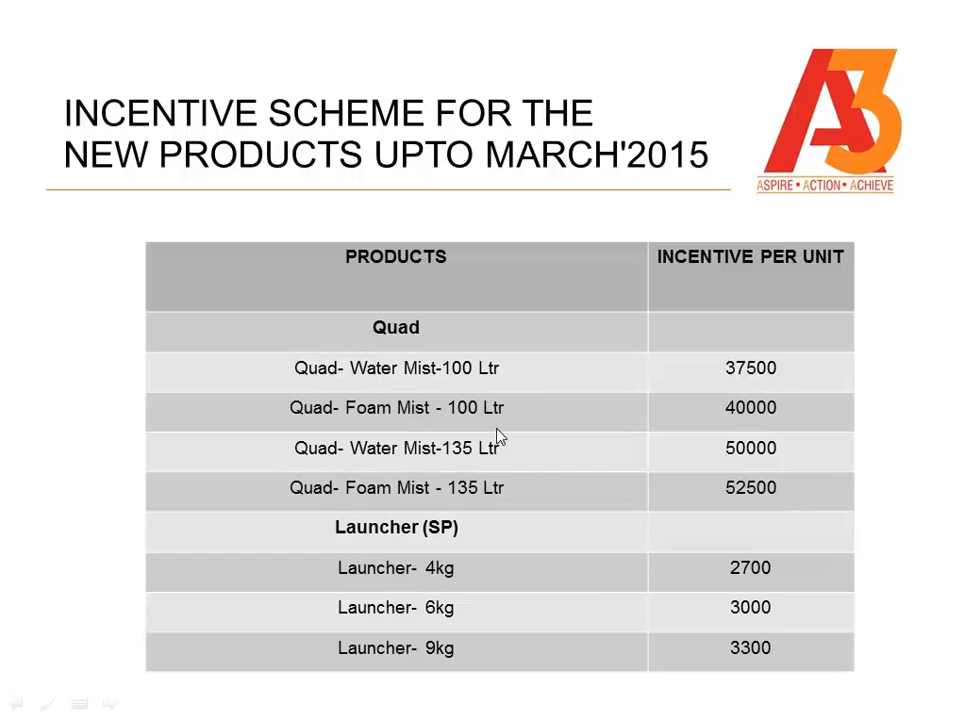 INCENTIVE SCHEME FOR THE
NEW PRODUCTS UPTO MARCH'2015
A3
ASPIRE • ACTION • ACHIEVE
PRODUCTS INCENTIVE PER UNIT
Quad
Quad- Water Mist-100 Ltr 37500
Quad- Foam Mist - 100 Ltr 40000
Quad- Water Mist-135 Ltr 50000
Quad- Foam Mist - 135 Ltr 52500
Launcher (SP)
Launcher- 4kg 2700
Launcher- 6kg 3000
Launcher- 9kg 3300